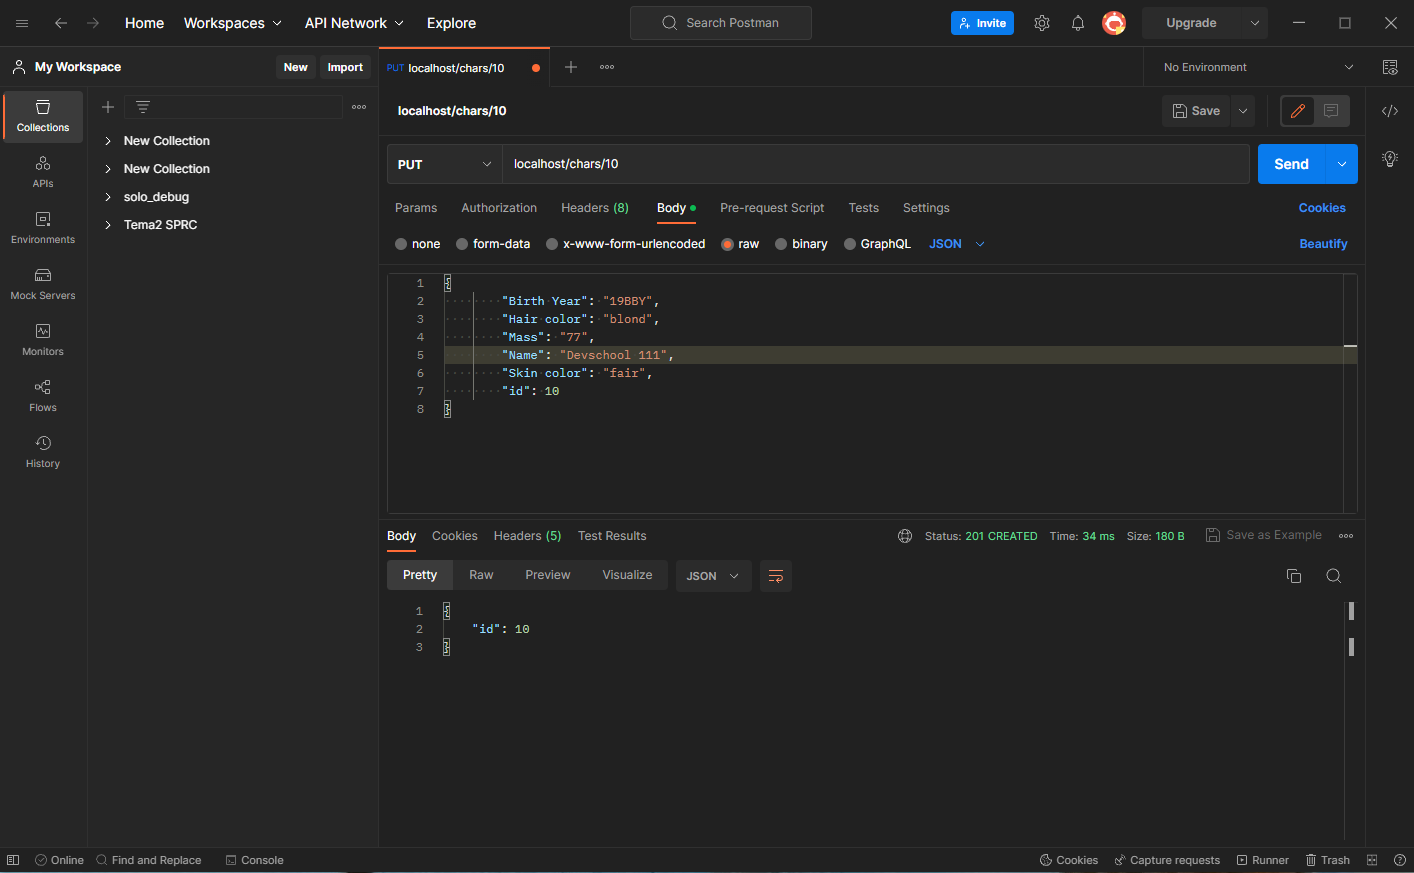 Home Workspaces API Network Explore Search Postman Invite Upgrade
My Workspace New Import PUT localhost/chars/10 No Environment
Collections
APIs
Environments
Mock Servers
Monitors
Flows
History
New Collection
New Collection
solo_debug
Tema2 SPRC
localhost/chars/10 Save
PUT localhost/chars/10 Send
Params Authorization Headers (8) Body Pre-request Script Tests Settings Cookies
none form-data x-www-form-urlencoded raw binary GraphQL JSON Beautify
1 {
2 "Birth Year": "19BBY",
3 "Hair color": "blond",
4 "Mass": "77",
5 "Name": "Devschool 111",
6 "Skin color": "fair",
7 "id": 10
8 }
Body Cookies Headers (5) Test Results Status: 201 CREATED Time: 34 ms Size: 180 B Save as Example
Pretty Raw Preview Visualize JSON
1 {
2 "id": 10
3 }
Online Find and Replace Console Cookies Capture requests Runner Trash